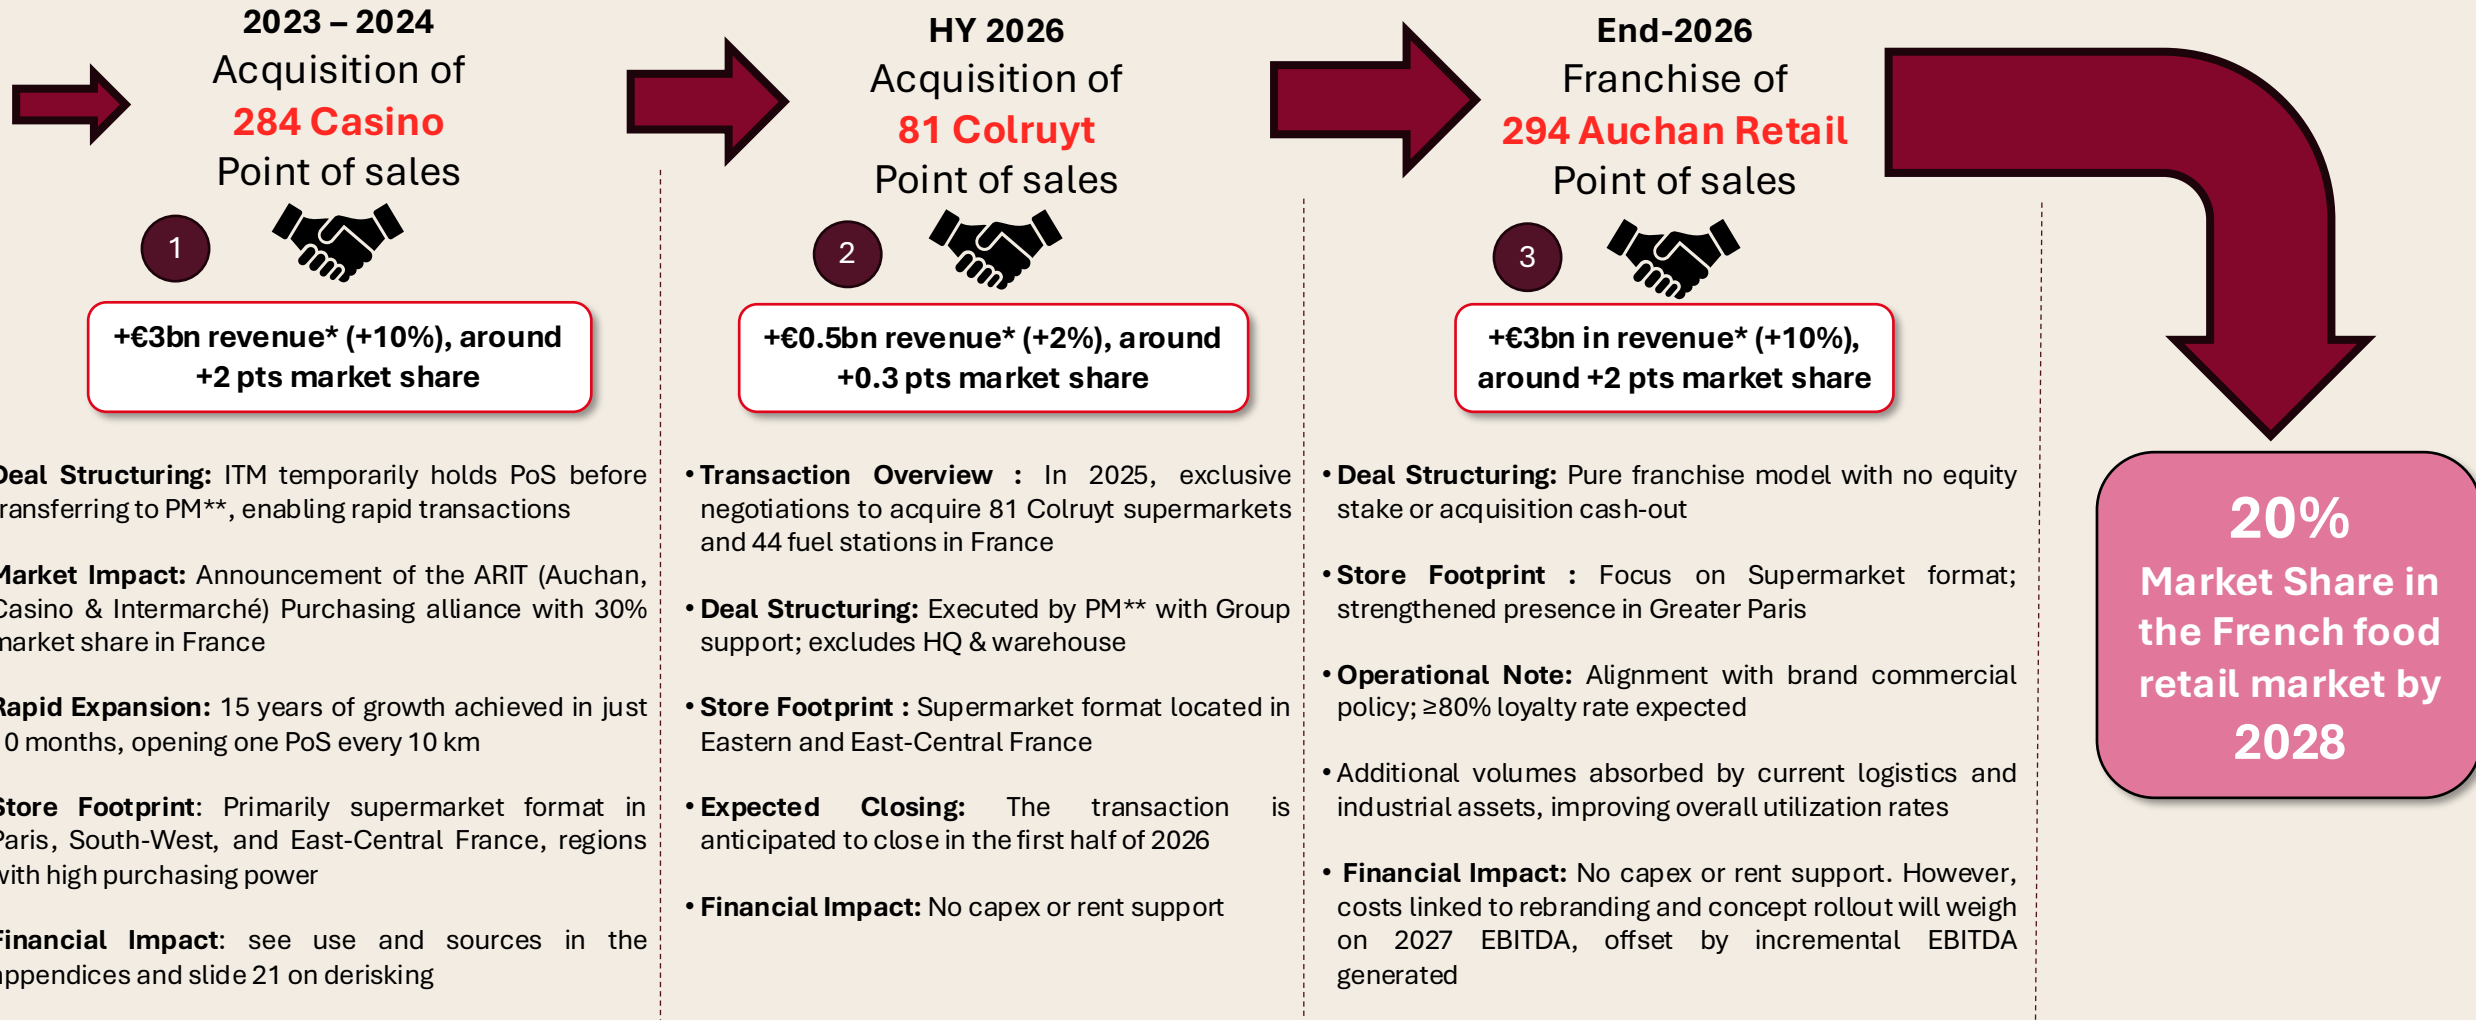 2023 – 2024
Acquisition of
284 Casino
Point of sales
1
+€3bn revenue* (+10%), around
+2 pts market share
Deal Structuring: ITM temporarily holds PoS before
transferring to PM**, enabling rapid transactions
Market Impact: Announcement of the ARIT (Auchan,
Casino & Intermarché) Purchasing alliance with 30%
market share in France
Rapid Expansion: 15 years of growth achieved in just
0 months, opening one PoS every 10 km
Store Footprint: Primarily supermarket format in
Paris, South-West, and East-Central France, regions
with high purchasing power
Financial Impact: see use and sources in the
appendices and slide 21 on derisking
HY 2026
Acquisition of
81 Colruyt
Point of sales
2
+€0.5bn revenue* (+2%), around
+0.3 pts market share
• Transaction Overview : In 2025, exclusive
negotiations to acquire 81 Colruyt supermarkets
and 44 fuel stations in France
• Deal Structuring: Executed by PM** with Group
support; excludes HQ & warehouse
• Store Footprint : Supermarket format located in
Eastern and East-Central France
• Expected Closing: The transaction is
anticipated to close in the first half of 2026
• Financial Impact: No capex or rent support
End-2026
Franchise of
294 Auchan Retail
Point of sales
3
+€3bn in revenue* (+10%),
around +2 pts market share
• Deal Structuring: Pure franchise model with no equity
stake or acquisition cash-out
• Store Footprint : Focus on Supermarket format;
strengthened presence in Greater Paris
• Operational Note: Alignment with brand commercial
policy; ≥80% loyalty rate expected
• Additional volumes absorbed by current logistics and
industrial assets, improving overall utilization rates
• Financial Impact: No capex or rent support. However,
costs linked to rebranding and concept rollout will weigh
on 2027 EBITDA, offset by incremental EBITDA
generated
20%
Market Share in
the French food
retail market by
2028